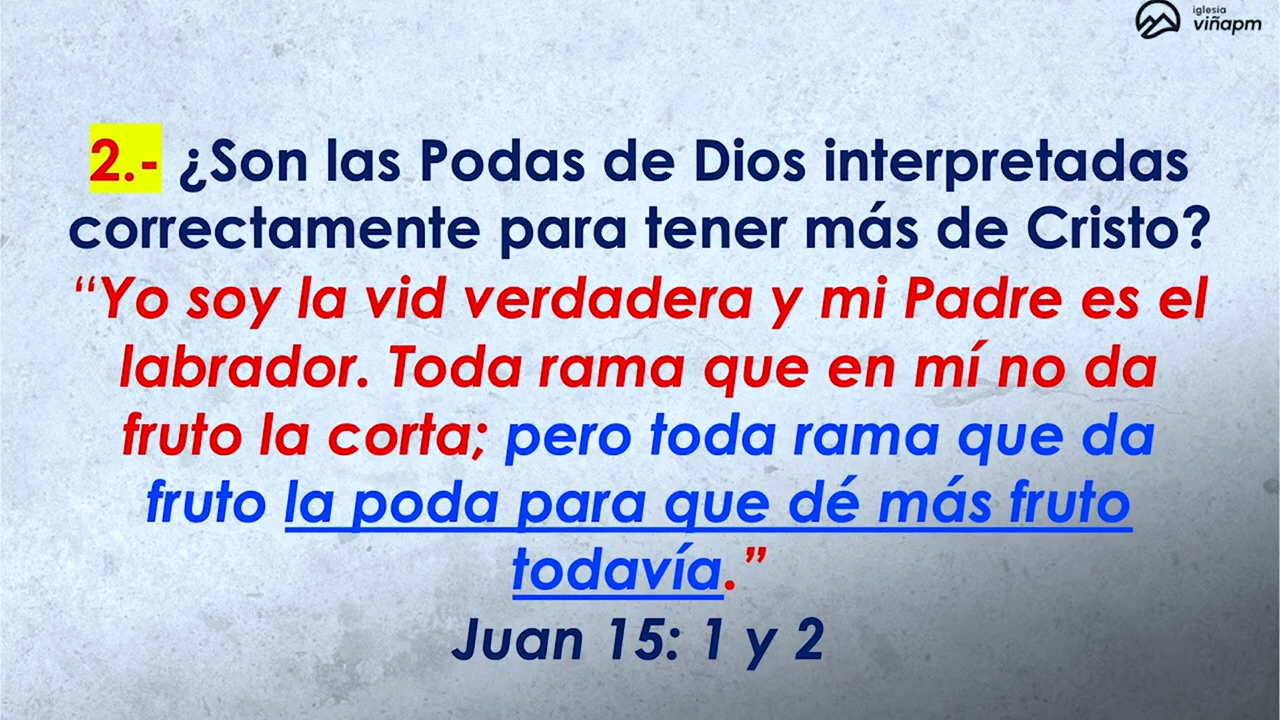 iglesia
viñapm
2.- ¿Son las Podas de Dios interpretadas
correctamente para tener más de Cristo?
“Yo soy la vid verdadera y mi Padre es el
labrador. Toda rama que en mí no da
fruto la corta; pero toda rama que da
fruto la poda para que dé más fruto
todavía.”
Juan 15: 1 y 2